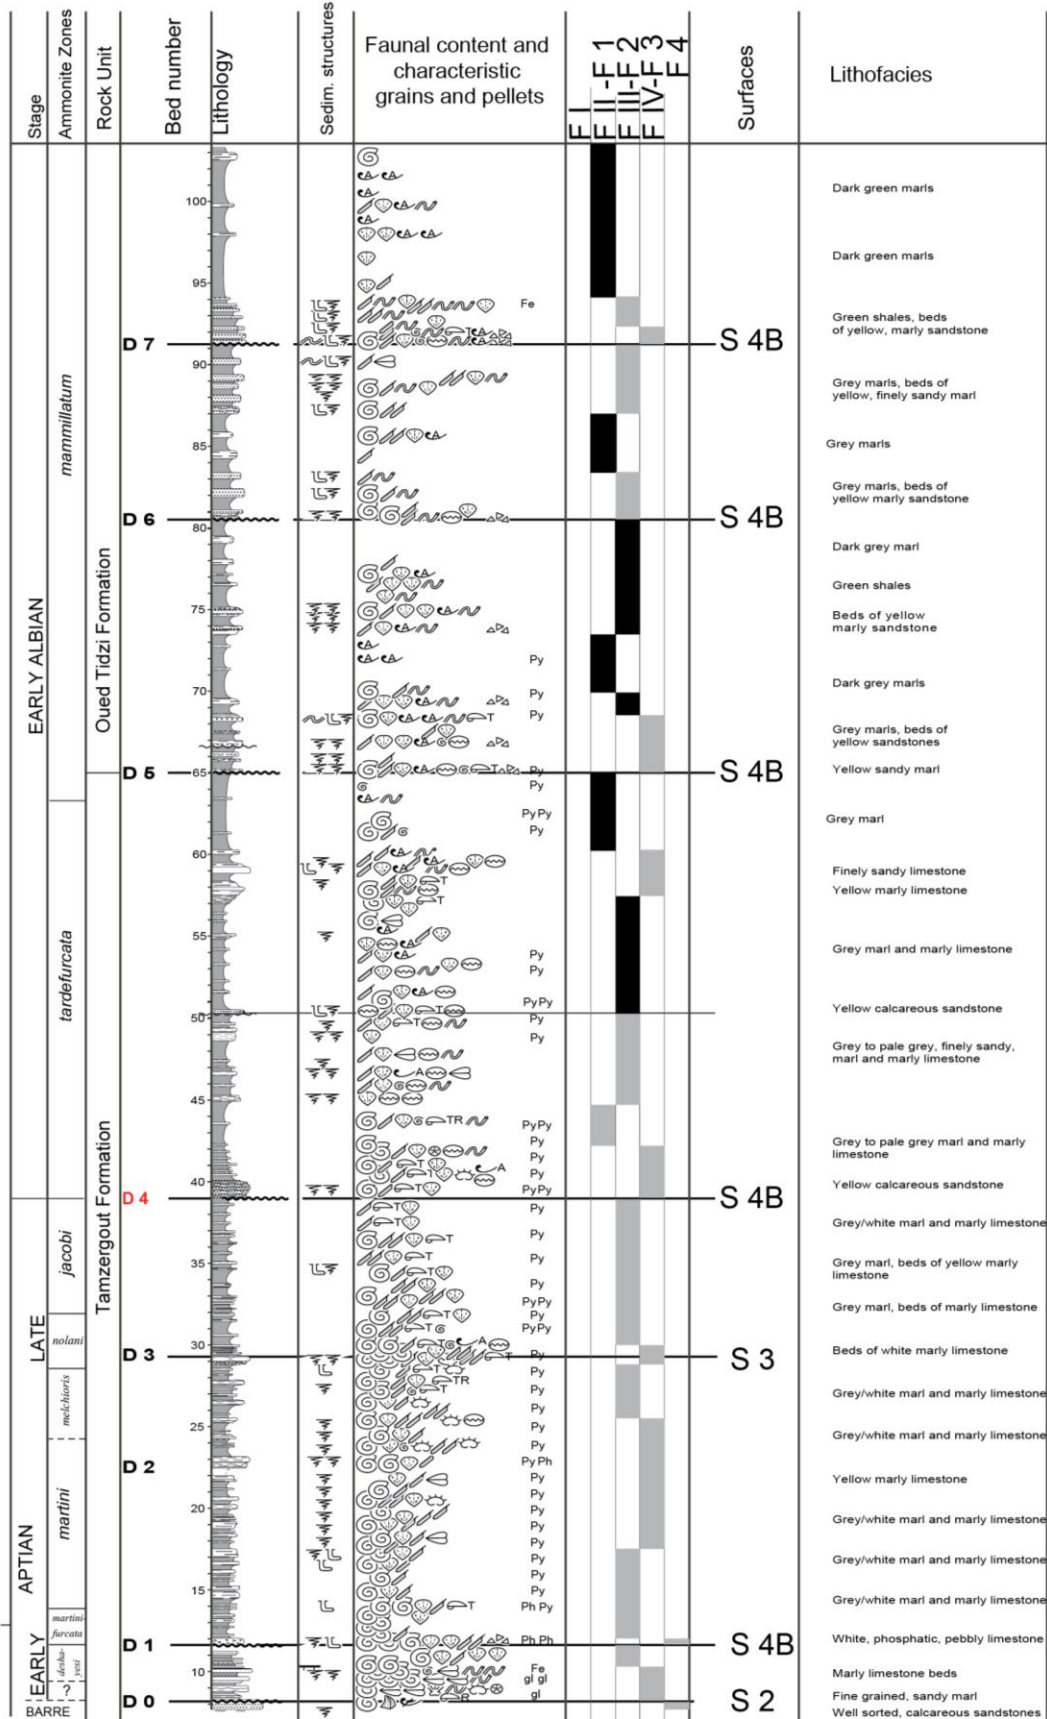 Stage
Ammonite Zones
Rock Unit
Bed number
Lithology
Sedim. structures
Faunal content and
characteristic
grains and pellets
F I
F II - F 1
F III- F 2
F IV- F 3
F 4
Surfaces
Lithofacies
EARLY ALBIAN
LATE
APTIAN
EARLY
BARRE
mammillatum
tardefurcata
jacobi
nolani
melchioris
martini
martini-
furcata
desha-
yesi
?
Oued Tidzi Formation
Tamzergout Formation
D 7
D 6
D 5
D 4
D 3
D 2
D 1
D 0
100
95
90
85
80
75
70
65
60
55
50
45
40
35
30
25
20
15
10
Fe
Py
Py
Py
Py
Py
PyPy
Py
Py
Py
PyPy
Py
Py
PyPy
Py
Py
Py
PyPy
Py
Py
Py
Py
PyPy
Py
PyPy
Py
Py
Py
Py
Py
Py
Py Ph
Py
Py
Py
Py
Py
Py
Py
Py
Ph Py
Ph Ph
Fe
gl gl
gl
S 4B
S 4B
S 4B
S 4B
S 3
S 4B
S 2
Dark green marls
Dark green marls
Green shales, beds
of yellow, marly sandstone
Grey marls, beds of
yellow, finely sandy marl
Grey marls
Grey marls, beds of
yellow marly sandstone
Dark grey marl
Green shales
Beds of yellow
marly sandstone
Dark grey marls
Grey marls, beds of
yellow sandstones
Yellow sandy marl
Grey marl
Finely sandy limestone
Yellow marly limestone
Grey marl and marly limestone
Yellow calcareous sandstone
Grey to pale grey, finely sandy,
marl and marly limestone
Grey to pale grey marl and marly
limestone
Yellow calcareous sandstone
Grey/white marl and marly limestone
Grey marl, beds of yellow marly
limestone
Grey marl, beds of marly limestone
Beds of white marly limestone
Grey/white marl and marly limestone
Grey/white marl and marly limestone
Yellow marly limestone
Grey/white marl and marly limestone
Grey/white marl and marly limestone
Grey/white marl and marly limestone
White, phosphatic, pebbly limestone
Marly limestone beds
Fine grained, sandy marl
Well sorted, calcareous sandstones